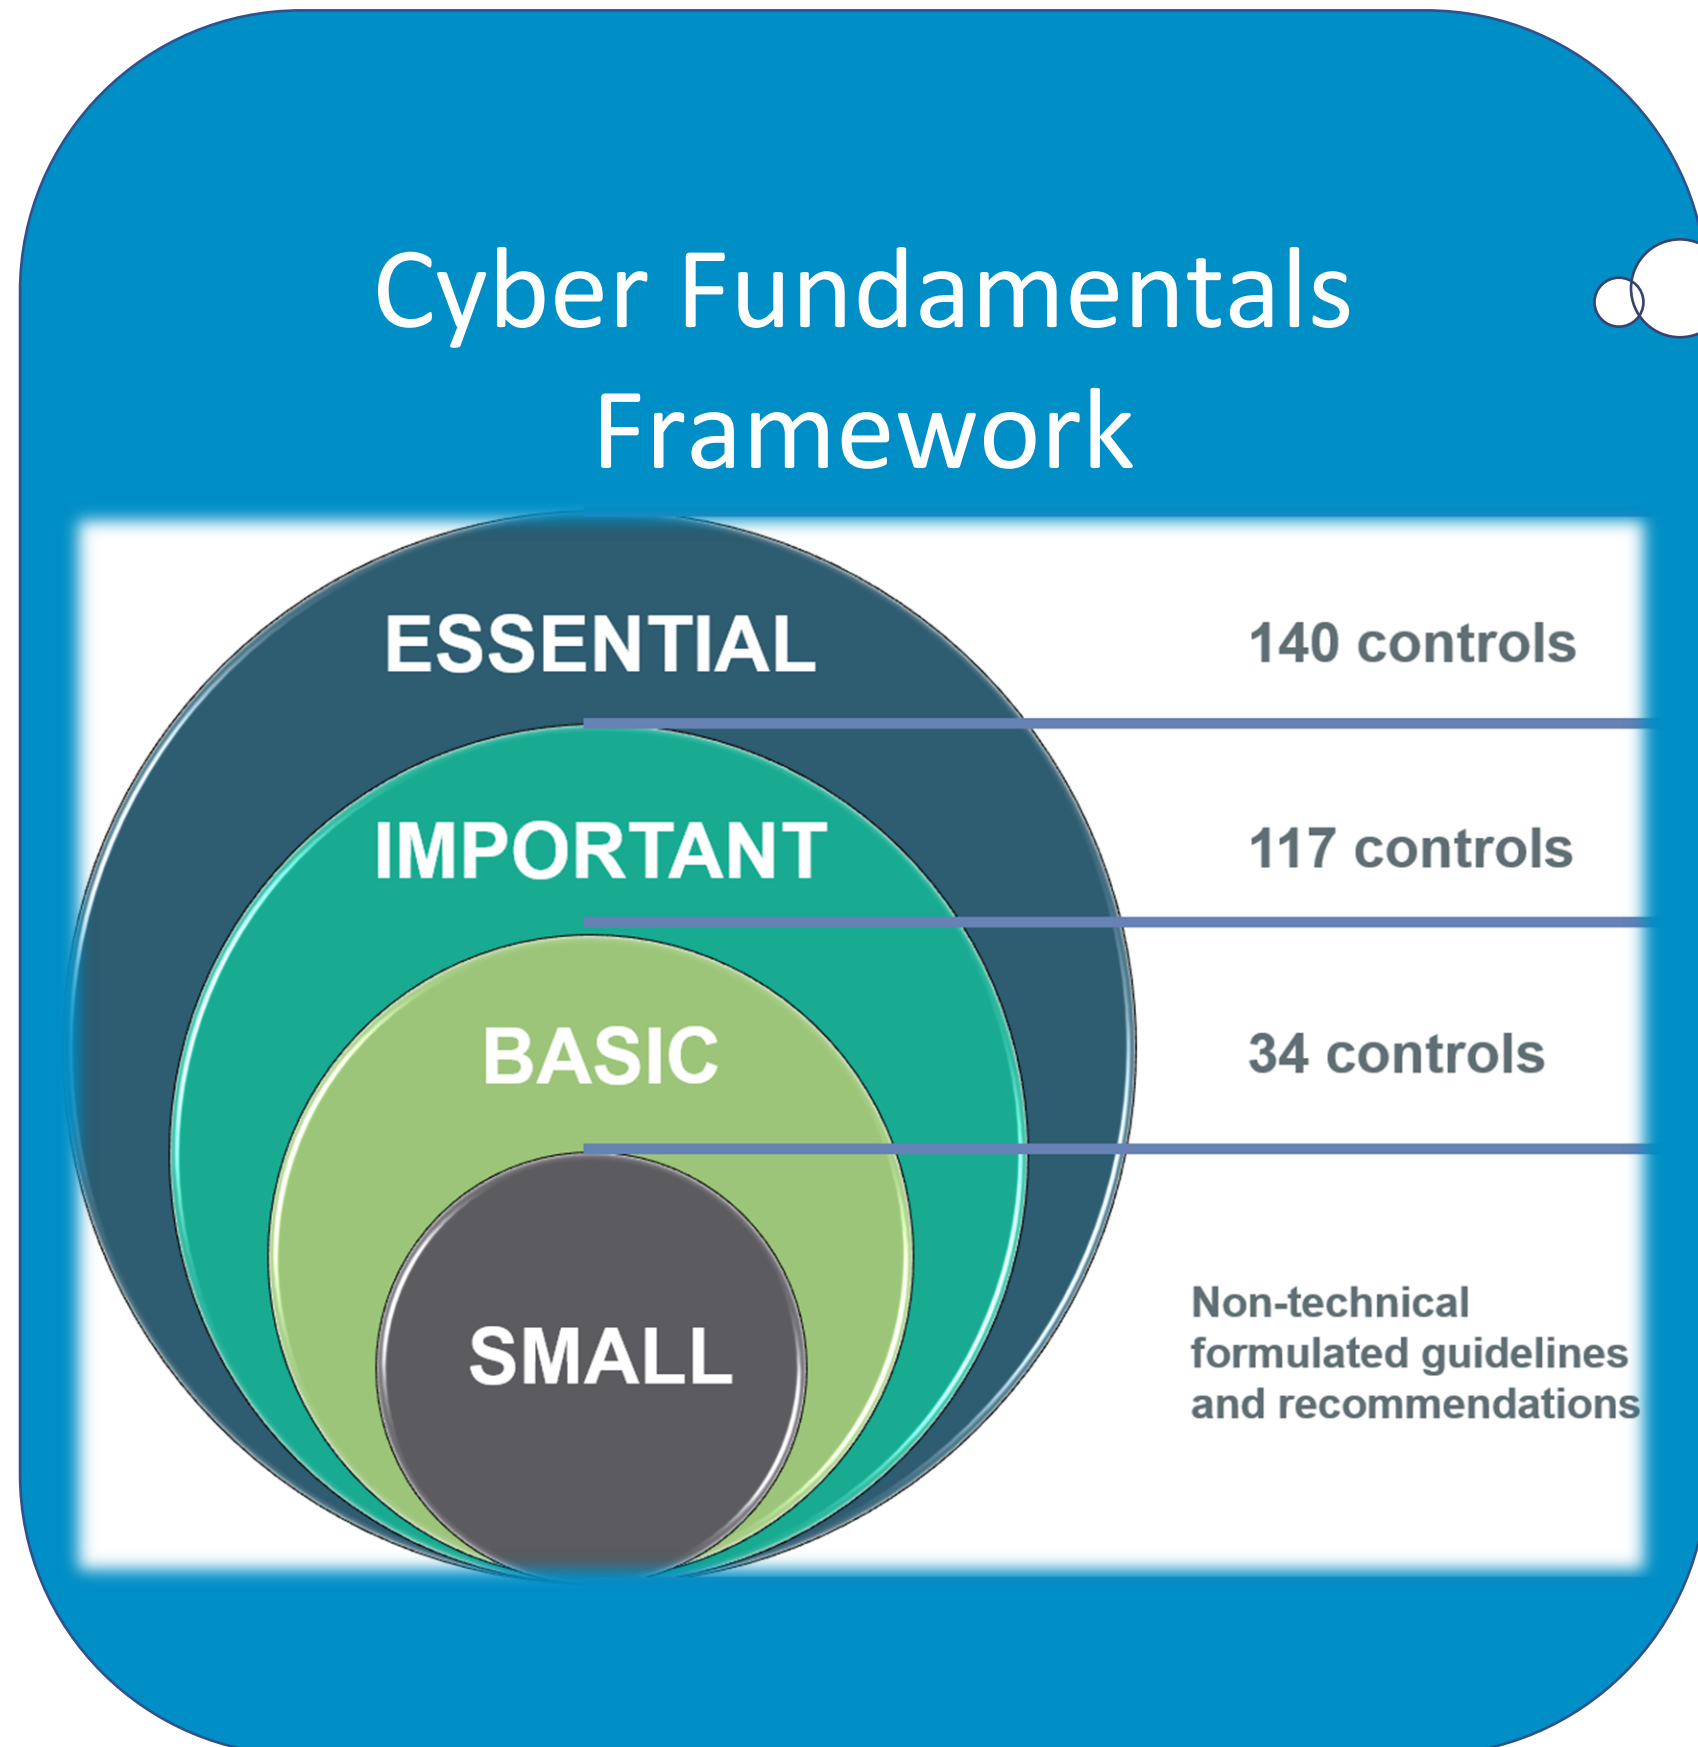 Cyber Fundamentals
Framework
ESSENTIAL
140 controls
IMPORTANT
117 controls
BASIC
34 controls
SMALL
Non-technical
formulated guidelines
and recommendations